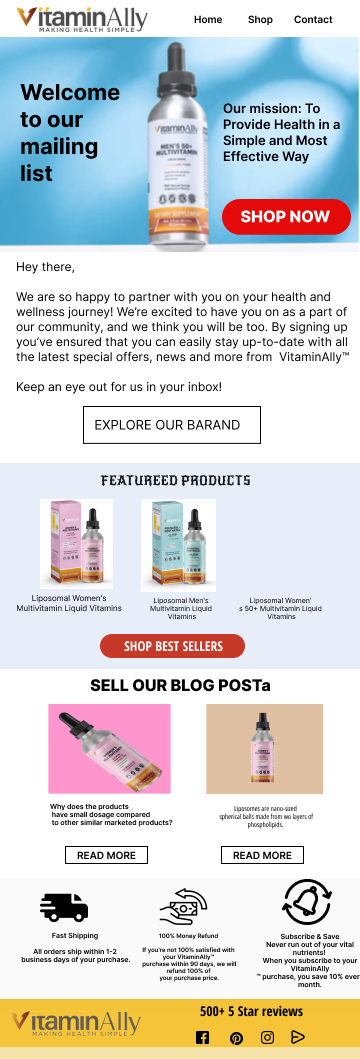 VitaminAlly
MAKING HEALTH SIMPLE
Home Shop Contact
Welcome
to our
mailing
list
VitaminAlly
MEN'S 50+
MULTIVITAMIN
Our mission: To
Provide Health in a
Simple and Most
Effective Way
SHOP NOW
Hey there,
We are so happy to partner with you on your health and
wellness journey! We're excited to have you on as a part of
our community, and we think you will be too. By signing up
you've ensured that you can easily stay up-to-date with all
the latest special offers, news and more from VitaminAlly™
Keep an eye out for us in your inbox!
EXPLORE OUR BARAND
FEATUREED PRODUCTS
Liposomal Women's
Multivitamin Liquid Vitamins
Liposomal Men's
Multivitamin Liquid
Vitamins
Liposomal Women'
s 50+ Multivitamin Liquid
Vitamins
SHOP BEST SELLERS
SELL OUR BLOG POSTa
Why does the products
have small dosage compared
to other similar marketed products?
Liposomes are nano-sized
spherical balls made from wo layers of
phospholipids.
READ MORE
READ MORE
Fast Shipping
All orders ship within 1-2
business days of your purchase.
100% Money Refund
If you're not 100% satisfied with
your VitaminAlly™
purchase within 90 days, we will
refund 100% of
your purchase price.
Subscribe & Save
Never run out of your vital
nutrients!
When you subscribe to your
VitaminAlly
™ purchase, you save 10% ever
month.
VitaminAlly
MAKING HEALTH SIMPLE
500+ 5 Star reviews